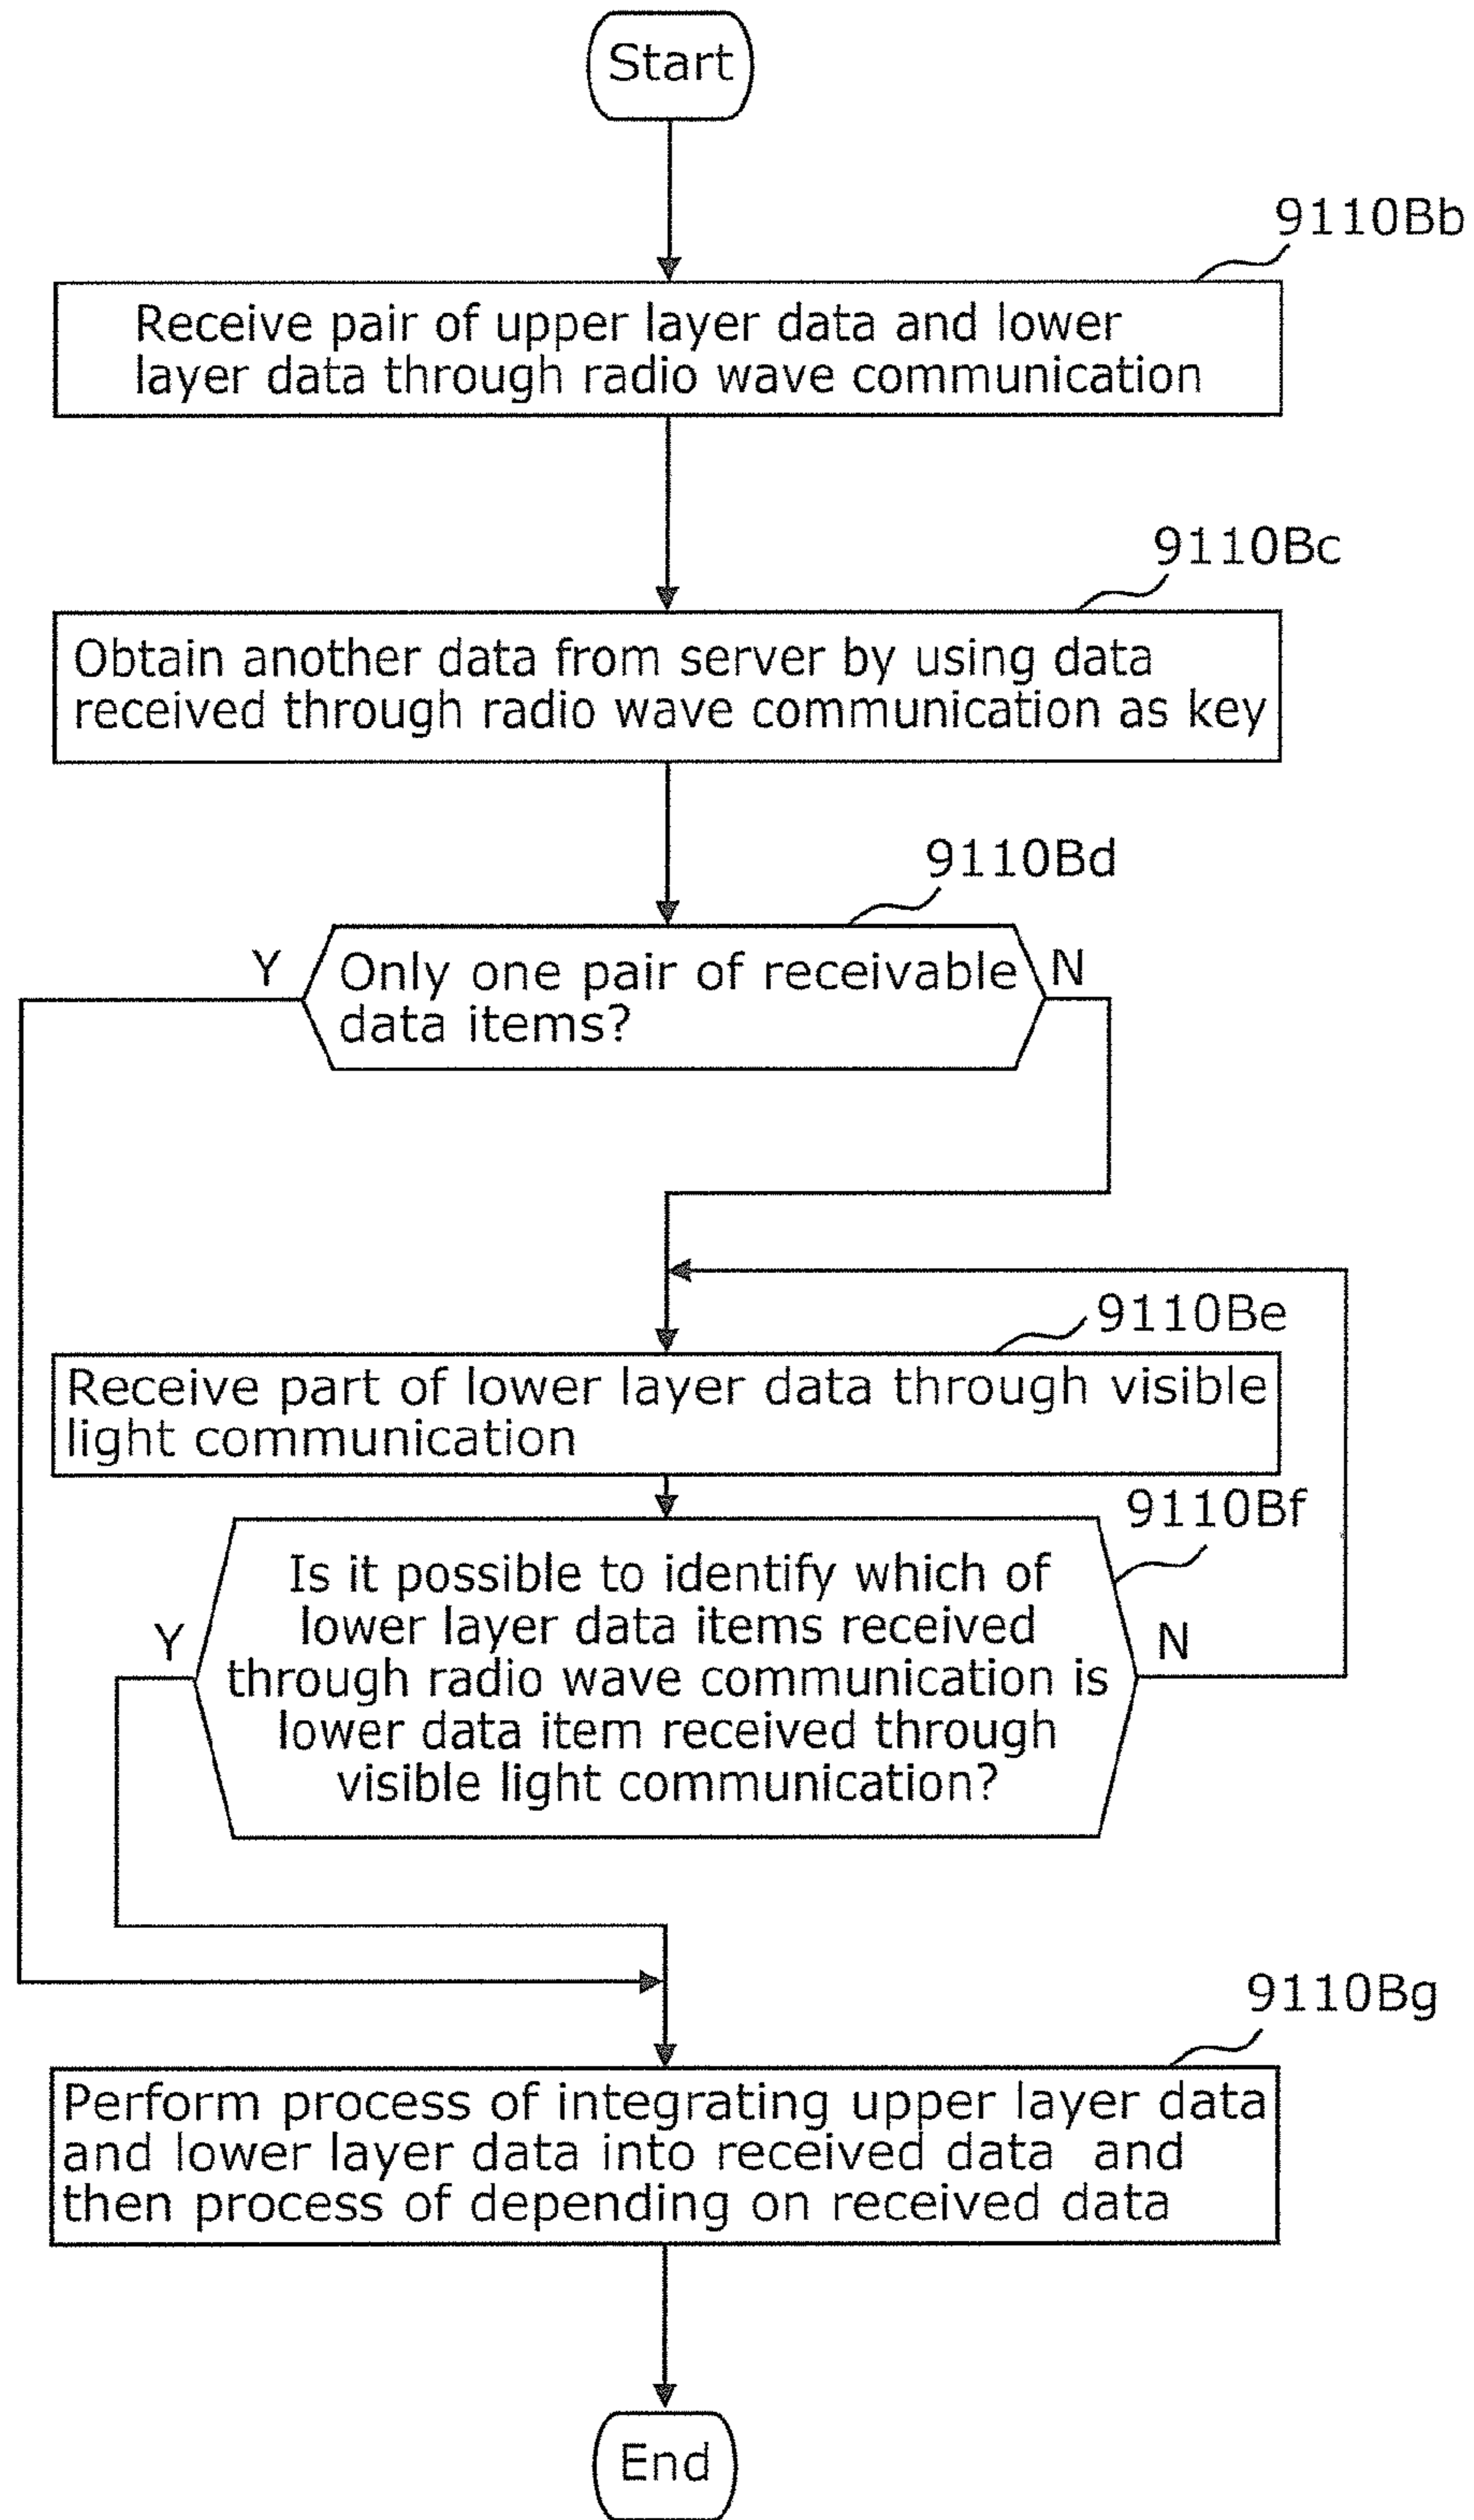 Start
9110Bb
Receive pair of upper layer data and lower
layer data through radio wave communication
9110Bc
Obtain another data from server by using data
received through radio wave communication as key
9110Bd
Y
Only one pair of receivable
data items?
N
9110Be
Receive part of lower layer data through visible
light communication
9110Bf
Is it possible to identify which of
lower layer data items received
through radio wave communication is
lower data item received through
visible light communication?
Y
N
9110Bg
Perform process of integrating upper layer data
and lower layer data into received data and
then process of depending on received data
End